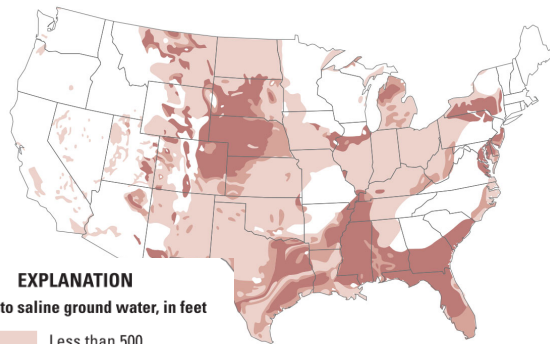 EXPLANATION
to saline ground water, in feet
Less than 500